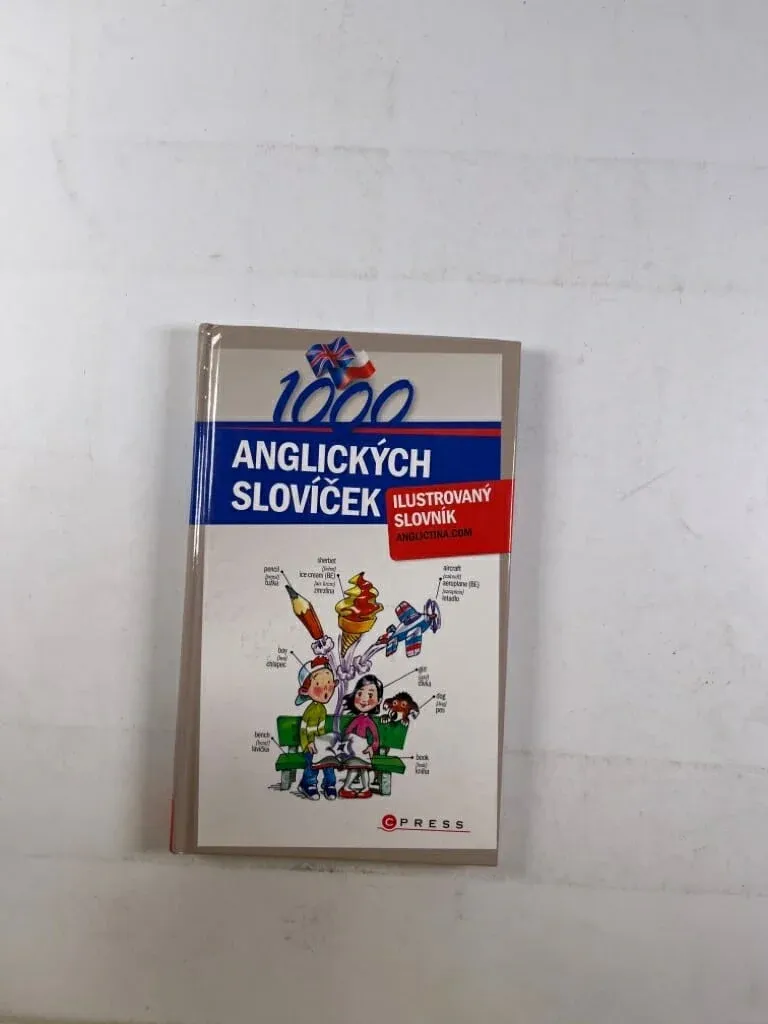 1000
ANGLICKÝCH
SLOVÍČEK
ILUSTROVANÝ
SLOVNÍK
ANGLICTINA.COM
sherbet
ice cream (BE)
zmrzlina
pencil
tužka
aircraft
aeroplane (BE)
letadlo
boy
chlapec
girl
dívka
dog
pes
bench
lavička
book
kniha
CPRESS